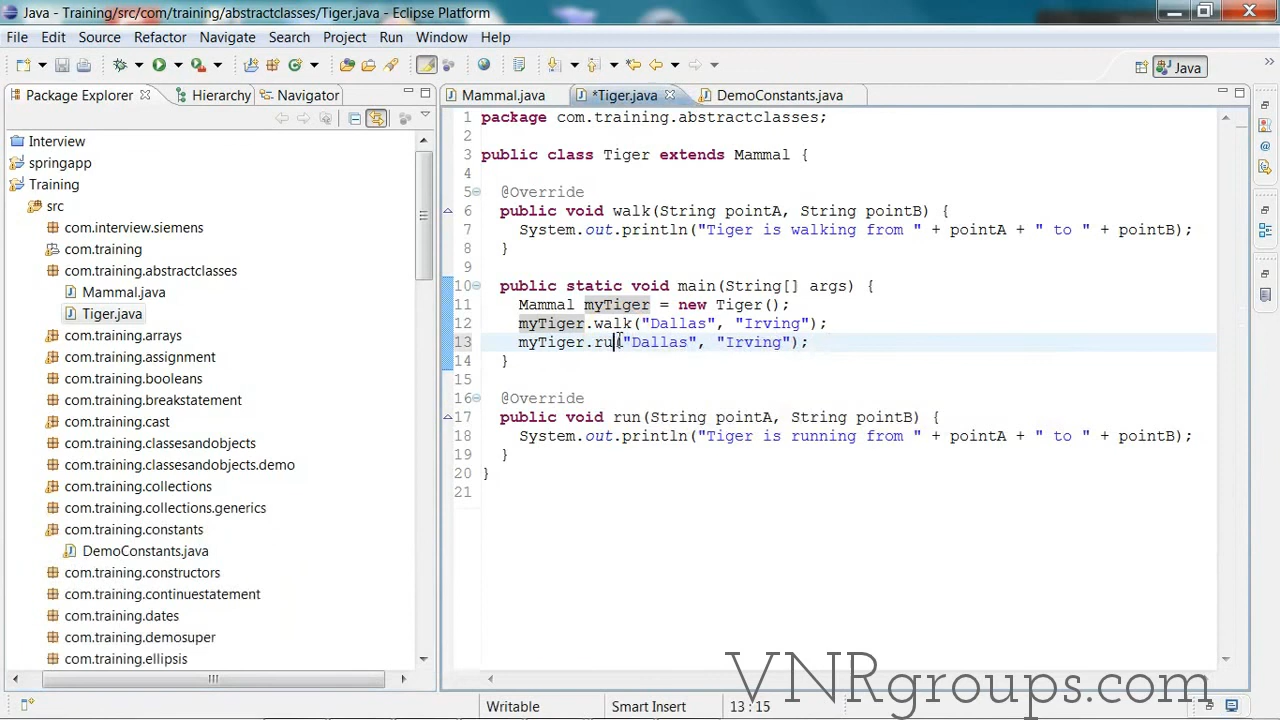 Java - Training/src/com/training/abstractclasses/Tiger.java - Eclipse Platform
File Edit Source Refactor Navigate Search Project Run Window Help
Java
Package Explorer Hierarchy Navigator
Mammal.java *Tiger.java DemoConstants.java
Interview
springapp
Training
src
com.interview.siemens
com.training
com.training.abstractclasses
Mammal.java
Tiger.java
com.training.arrays
com.training.assignment
com.training.booleans
com.training.breakstatement
com.training.cast
com.training.classesandobjects
com.training.classesandobjects.demo
com.training.collections
com.training.collections.generics
com.training.constants
DemoConstants.java
com.training.constructors
com.training.continuestatement
com.training.dates
com.training.demosuper
com.training.ellipsis
1 package com.training.abstractclasses;
2
3 public class Tiger extends Mammal {
4
5 @Override
6 public void walk(String pointA, String pointB) {
7 System.out.println("Tiger is walking from " + pointA + " to " + pointB);
8 }
9
10 public static void main(String[] args) {
11 Mammal myTiger = new Tiger();
12 myTiger.walk("Dallas", "Irving");
13 myTiger.ru("Dallas", "Irving");
14 }
15
16 @Override
17 public void run(String pointA, String pointB) {
18 System.out.println("Tiger is running from " + pointA + " to " + pointB);
19 }
20 }
21
VNRgroups.com
Writable Smart Insert 13 : 15